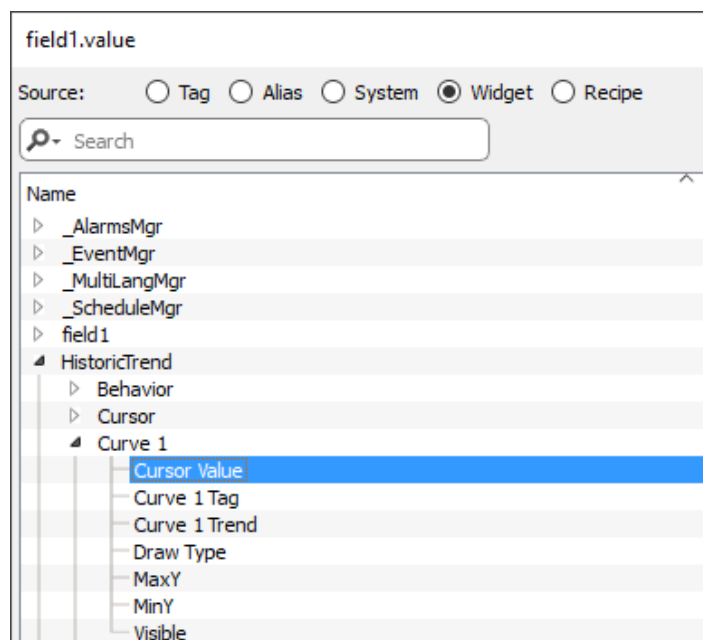 field1.value
Source: Tag Alias System Widget Recipe
Search
Name
_AlarmsMgr
_EventMgr
_MultiLangMgr
_ScheduleMgr
field1
HistoricTrend
Behavior
Cursor
Curve 1
Cursor Value
Curve 1 Tag
Curve 1 Trend
Draw Type
MaxY
MinY
Visible